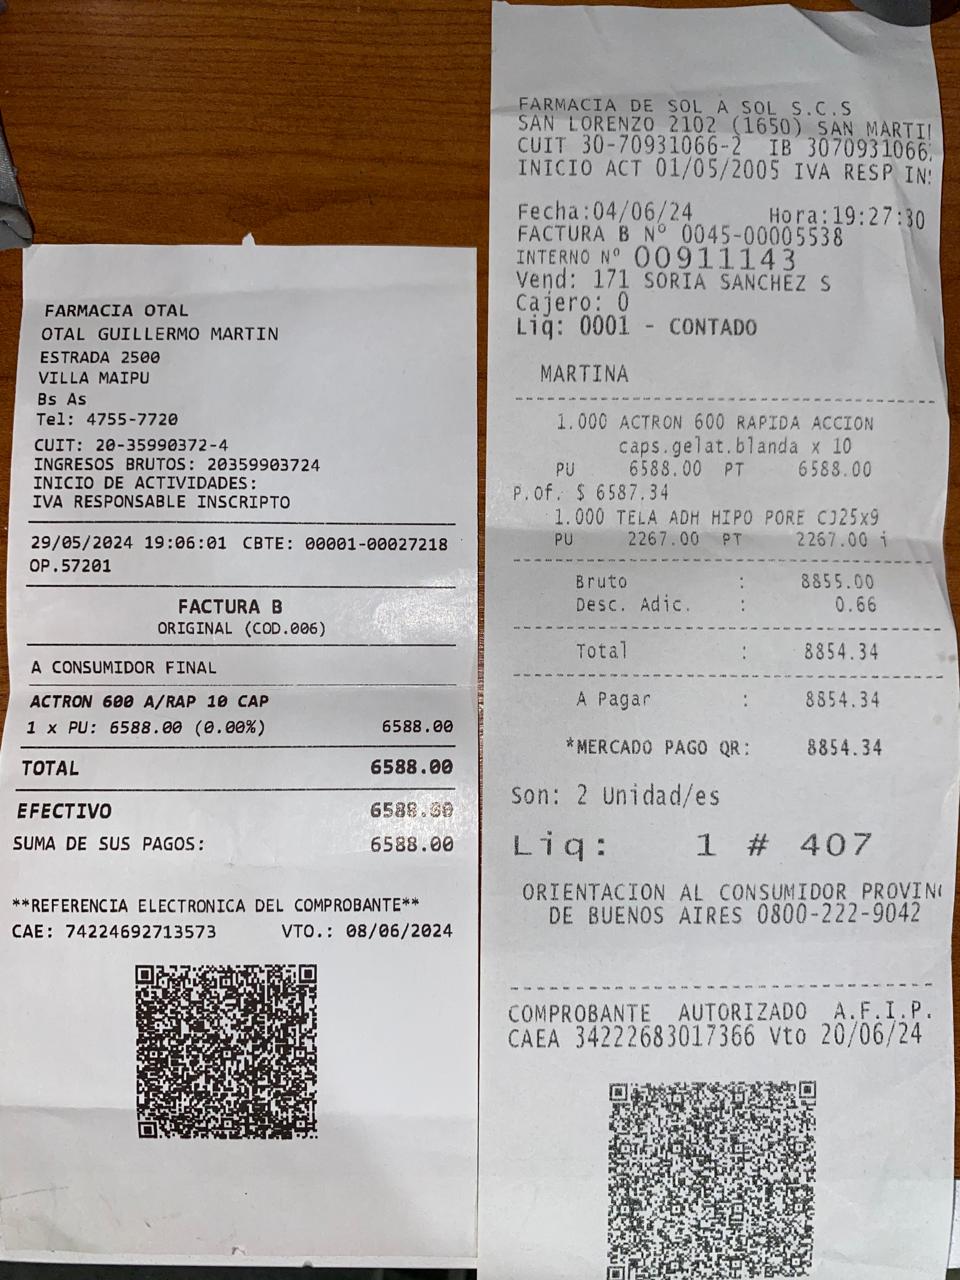 FARMACIA OTAL
OTAL GUILLERMO MARTIN
ESTRADA 2500
VILLA MAIPU
Bs As
Tel: 4755-7720
CUIT: 20-35990372-4
INGRESOS BRUTOS: 20359903724
INICIO DE ACTIVIDADES:
IVA RESPONSABLE INSCRIPTO
29/05/2024 19:06:01 CBTE: 00001-00027218
OP.57201
FACTURA B
ORIGINAL (COD.006)
A CONSUMIDOR FINAL
ACTRON 600 A/RAP 10 CAP
1 x PU: 6588.00 (0.00%) 6588.00
TOTAL 6588.00
EFECTIVO 6588.00
SUMA DE SUS PAGOS: 6588.00
**REFERENCIA ELECTRONICA DEL COMPROBANTE**
CAE: 74224692713573 VTO.: 08/06/2024
FARMACIA DE SOL A SOL S.C.S
SAN LORENZO 2102 (1650) SAN MARTI
CUIT 30-70931066-2 IB 3070931066
INICIO ACT 01/05/2005 IVA RESP IN
Fecha:04/06/24 Hora:19:27:30
FACTURA B Nº 0045-00005538
INTERNO Nº 00911143
Vend: 171 SORIA SANCHEZ S
Cajero: 0
Liq: 0001 - CONTADO
MARTINA
1.000 ACTRON 600 RAPIDA ACCION
caps.gelat.blanda x 10
PU 6588.00 PT 6588.00
P.of. $ 6587.34
1.000 TELA ADH HIPO PORE CJ25x9
PU 2267.00 PT 2267.00 i
Bruto : 8855.00
Desc. Adic. : 0.66
Total : 8854.34
A Pagar : 8854.34
*MERCADO PAGO QR: 8854.34
Son: 2 Unidad/es
Liq: 1 # 407
ORIENTACION AL CONSUMIDOR PROVINC
DE BUENOS AIRES 0800-222-9042
COMPROBANTE AUTORIZADO A.F.I.P.
CAEA 34222683017366 Vto 20/06/24